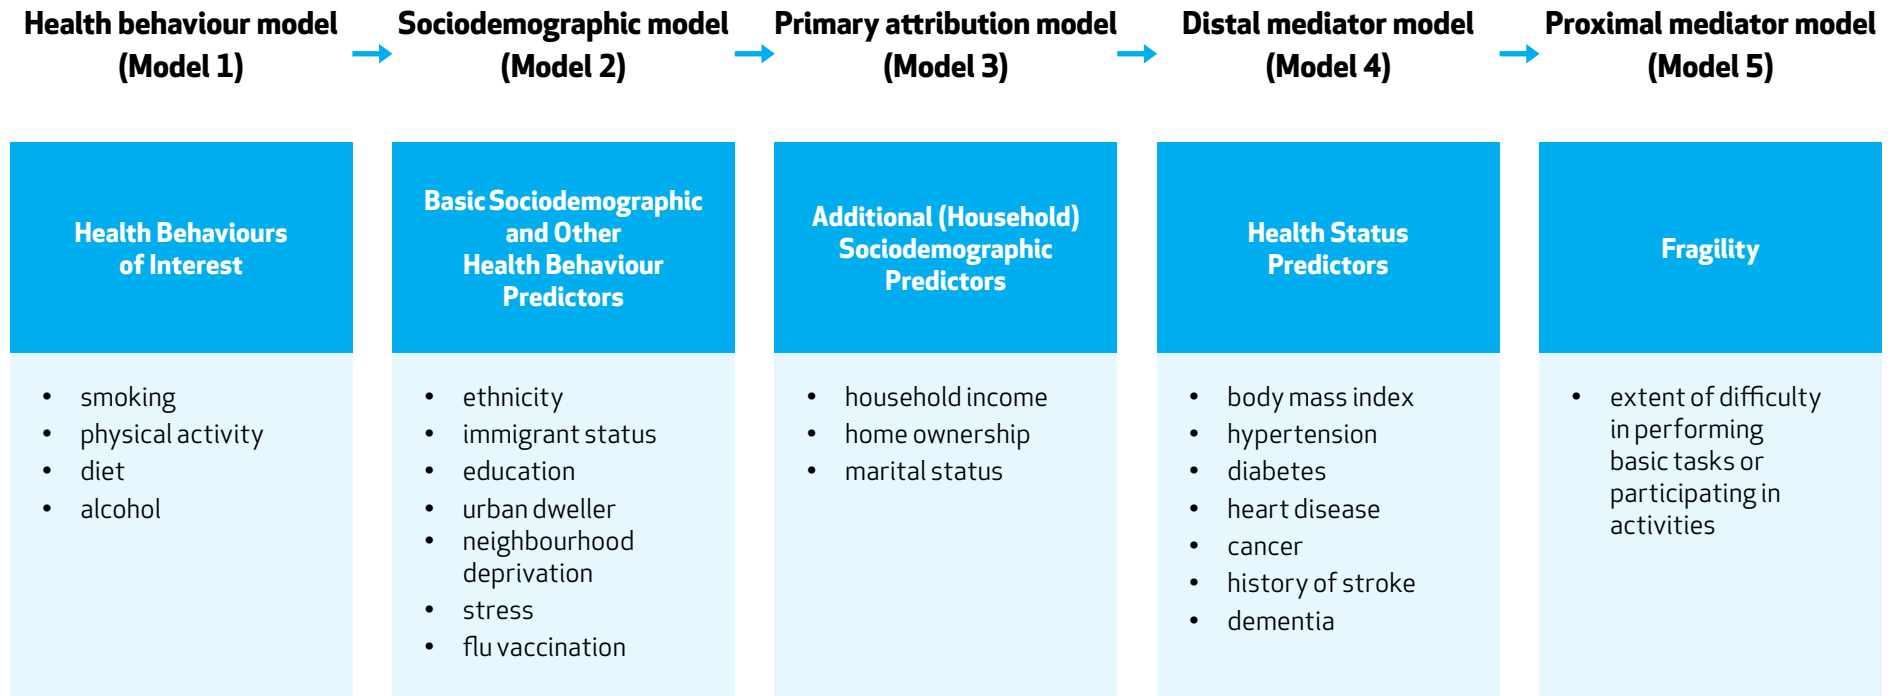 Health behaviour model
(Model 1)
Sociodemographic model
(Model 2)
Primary attribution model
(Model 3)
Distal mediator model
(Model 4)
Proximal mediator model
(Model 5)
Health Behaviours
of Interest
• smoking
• physical activity
• diet
• alcohol
Basic Sociodemographic
and Other
Health Behaviour
Predictors
• ethnicity
• immigrant status
• education
• urban dweller
• neighbourhood
deprivation
• stress
• flu vaccination
Additional (Household)
Sociodemographic
Predictors
• household income
• home ownership
• marital status
Health Status
Predictors
• body mass index
• hypertension
• diabetes
• heart disease
• cancer
• history of stroke
• dementia
Fragility
• extent of difficulty
in performing
basic tasks or
participating in
activities